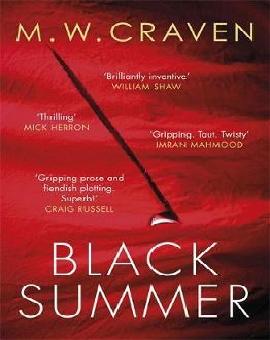 M. W. CRAVEN
'Brilliantly inventive'
WILLIAM SHAW
'Thrilling'
MICK HERRON
'Gripping. Taut. Twisty'
IMRAN MAHMOOD
'Gripping prose and
fiendish plotting.
Superb!'
CRAIG RUSSELL
BLACK
SUMMER